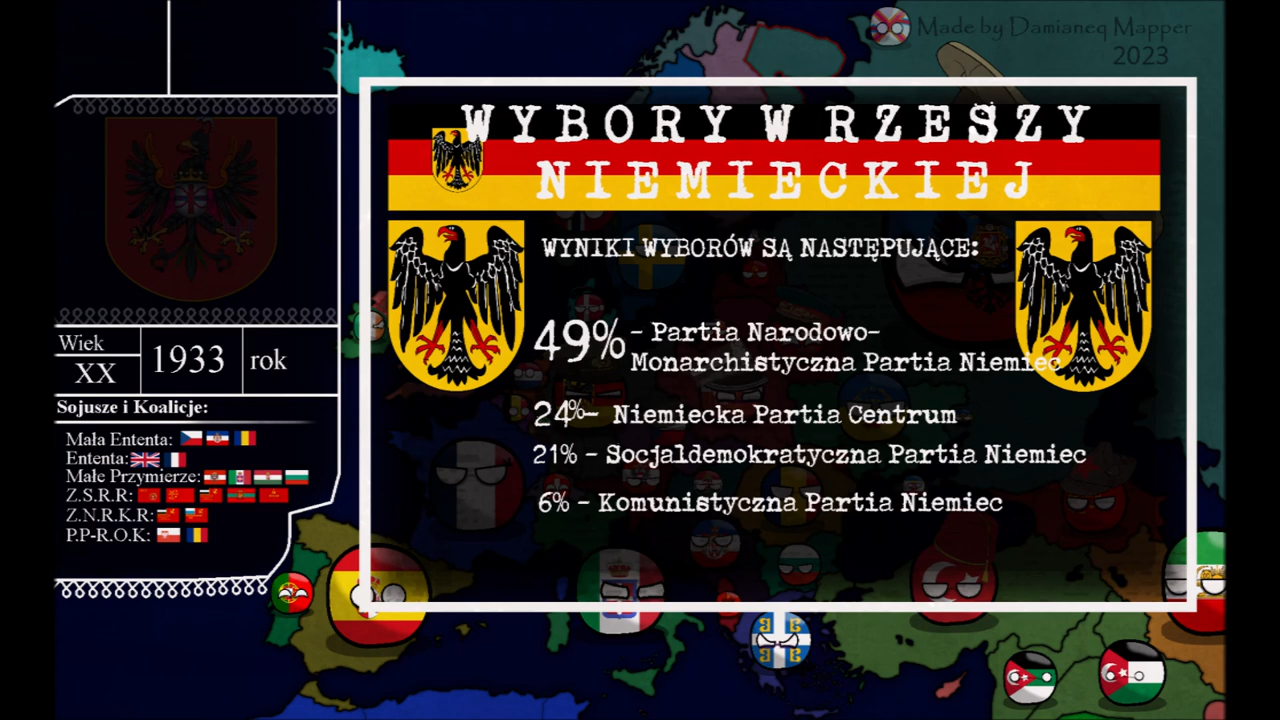 Made by Damianeq Mapper
2023
WYBORY W RZESZY
NIEMIECKIEJ
WYNIKI WYBORÓW SĄ NASTĘPUJĄCE:
49% - Partia Narodowo-
Monarchistyczna Partia Niemiec
24%- Niemiecka Partia Centrum
21% - Socjaldemokratyczna Partia Niemiec
6% - Komunistyczna Partia Niemiec
Wiek
XX
1933 rok
Sojusze i Koalicje:
Mała Ententa:
Ententa:
Małe Przymierze:
Z.S.R.R:
Z.N.R.K.R:
P.P-R.O.K: